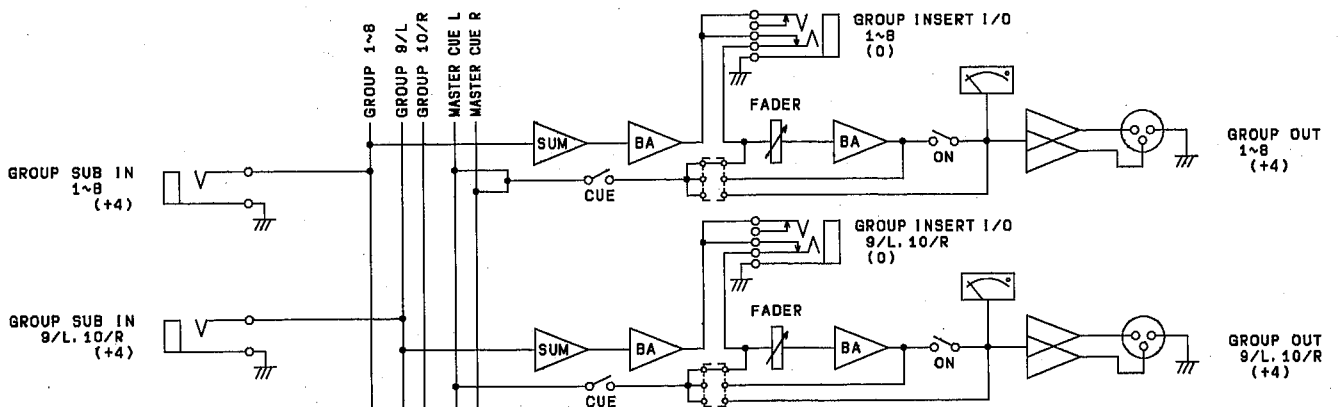 GROUP 1~8
GROUP 9/L
GROUP 10/R
MASTER CUE L
MASTER CUE R
GROUP INSERT I/O
1~8
(0)
FADER
SUM
BA
BA
ON
CUE
GROUP SUB IN
1~8
(+4)
GROUP OUT
1~8
(+4)
GROUP INSERT I/O
9/L, 10/R
(0)
FADER
SUM
BA
BA
ON
CUE
GROUP SUB IN
9/L, 10/R
(+4)
GROUP OUT
9/L, 10/R
(+4)